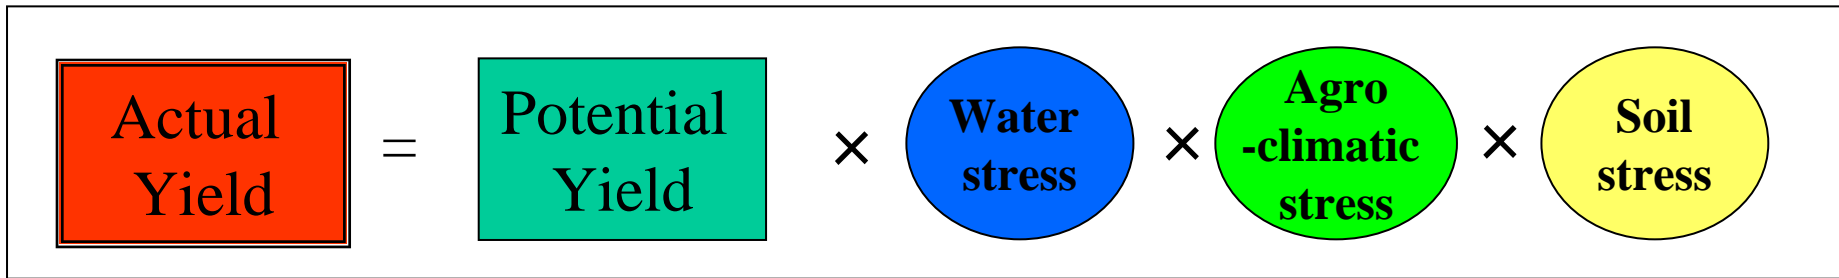 Actual
Yield
=
Potential
Yield
×
Water
stress
×
Agro
-climatic
stress
×
Soil
stress